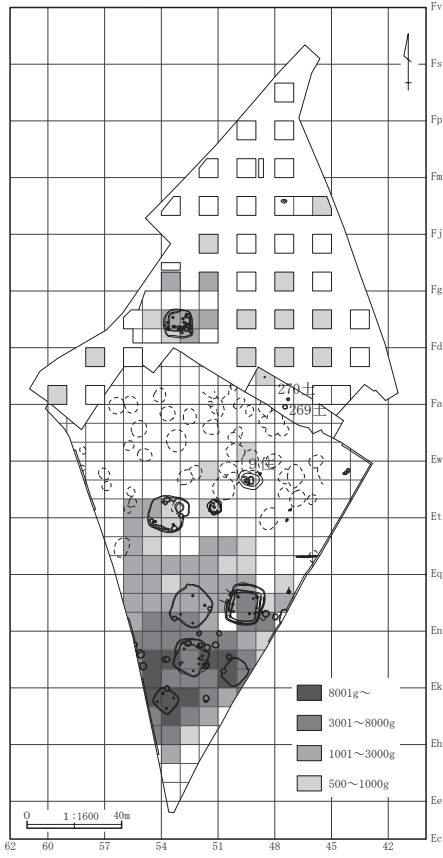 Fv
Fs
Fp
Fm
Fj
Fg
Fd
Fa
270土
269土
Ew
9住
Et
Eq
En
8001g～
Ek
3001～8000g
Eh
1001～3000g
500～1000g
Ee
0 1:1600 40m
Ec
62 60 57 54 51 48 45 42